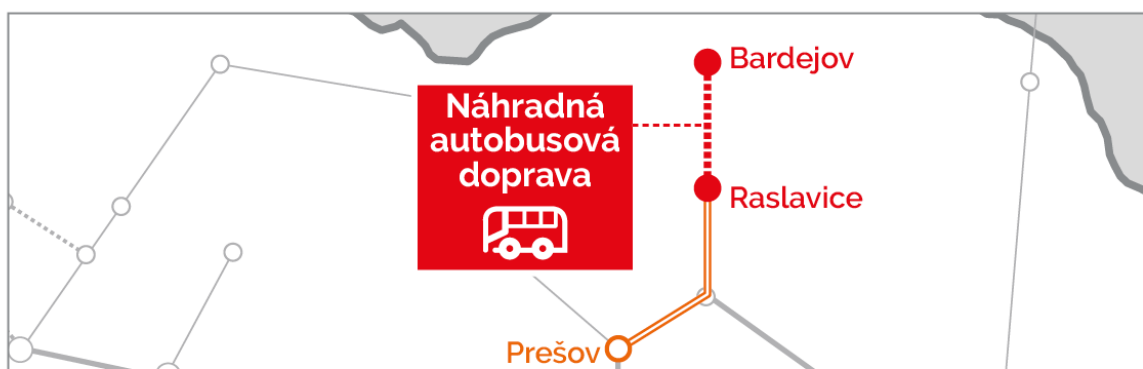 Bardejov
Náhradná
autobusová
doprava
Raslavice
Prešov